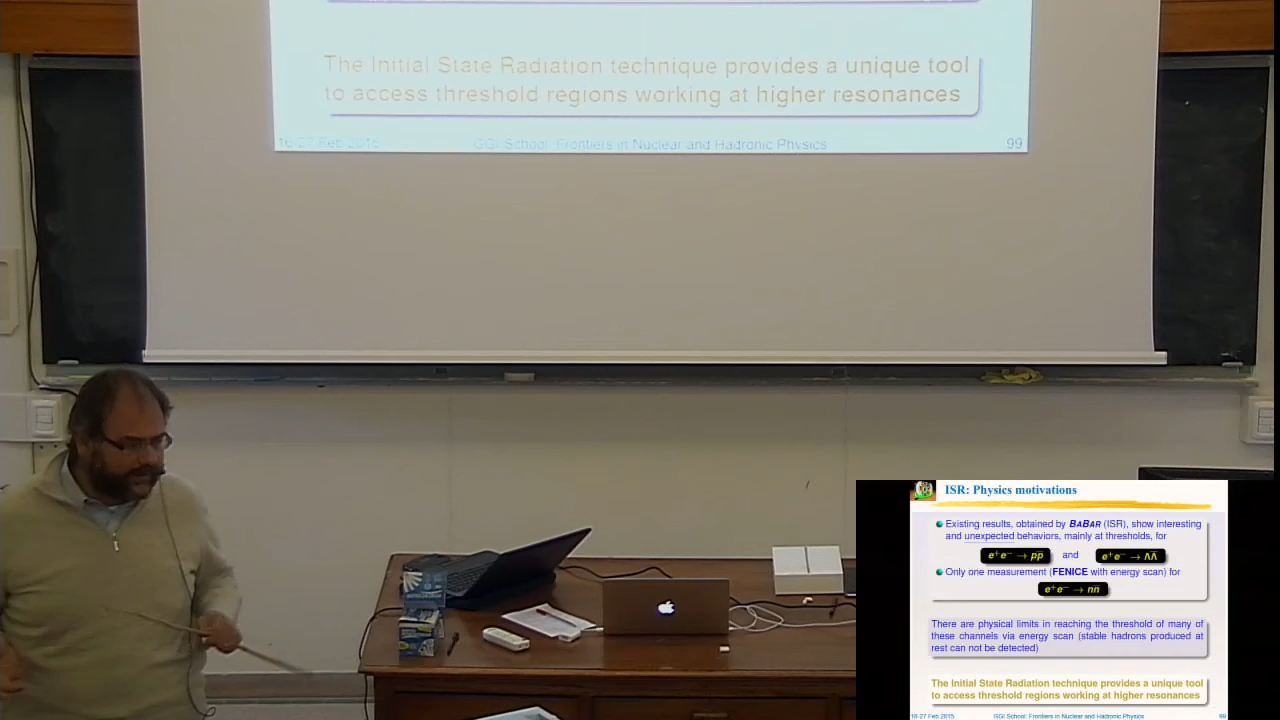 The Initial State Radiation technique provides a unique tool
to access threshold regions working at higher resonances
16-27 Feb 2015
GGI School: Frontiers in Nuclear and Hadronic Physics
99
ISR: Physics motivations
Existing results, obtained by BABAR (ISR), show interesting
and unexpected behaviors, mainly at thresholds, for
e⁺e⁻ → pp̄ and e⁺e⁻ → ΛΛ̄
Only one measurement (FENICE with energy scan) for
e⁺e⁻ → nn̄
There are physical limits in reaching the threshold of many of
these channels via energy scan (stable hadrons produced at
rest can not be detected)
The Initial State Radiation technique provides a unique tool
to access threshold regions working at higher resonances
16-27 Feb 2015
GGI School: Frontiers in Nuclear and Hadronic Physics
99